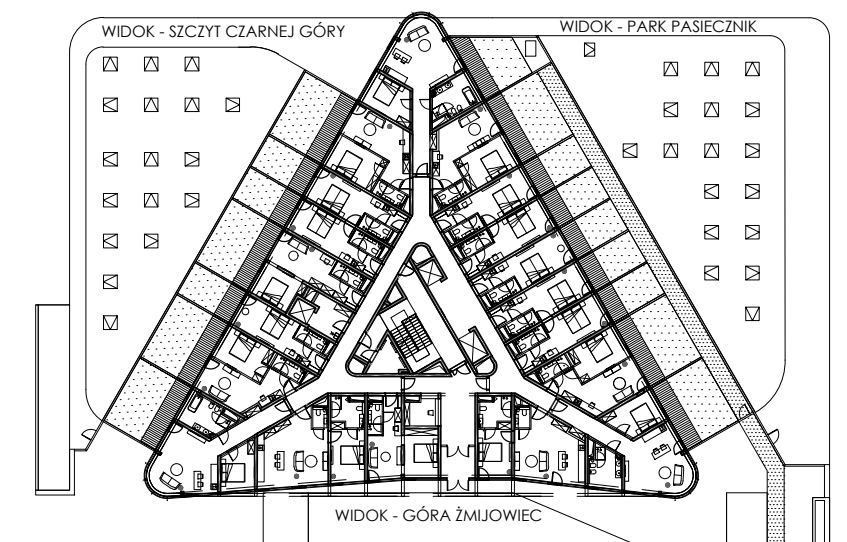 WIDOK - SZCZYT CZARNEJ GÓRY
WIDOK - PARK PASIECZNIK
WIDOK - GÓRA ŻMIJOWIEC